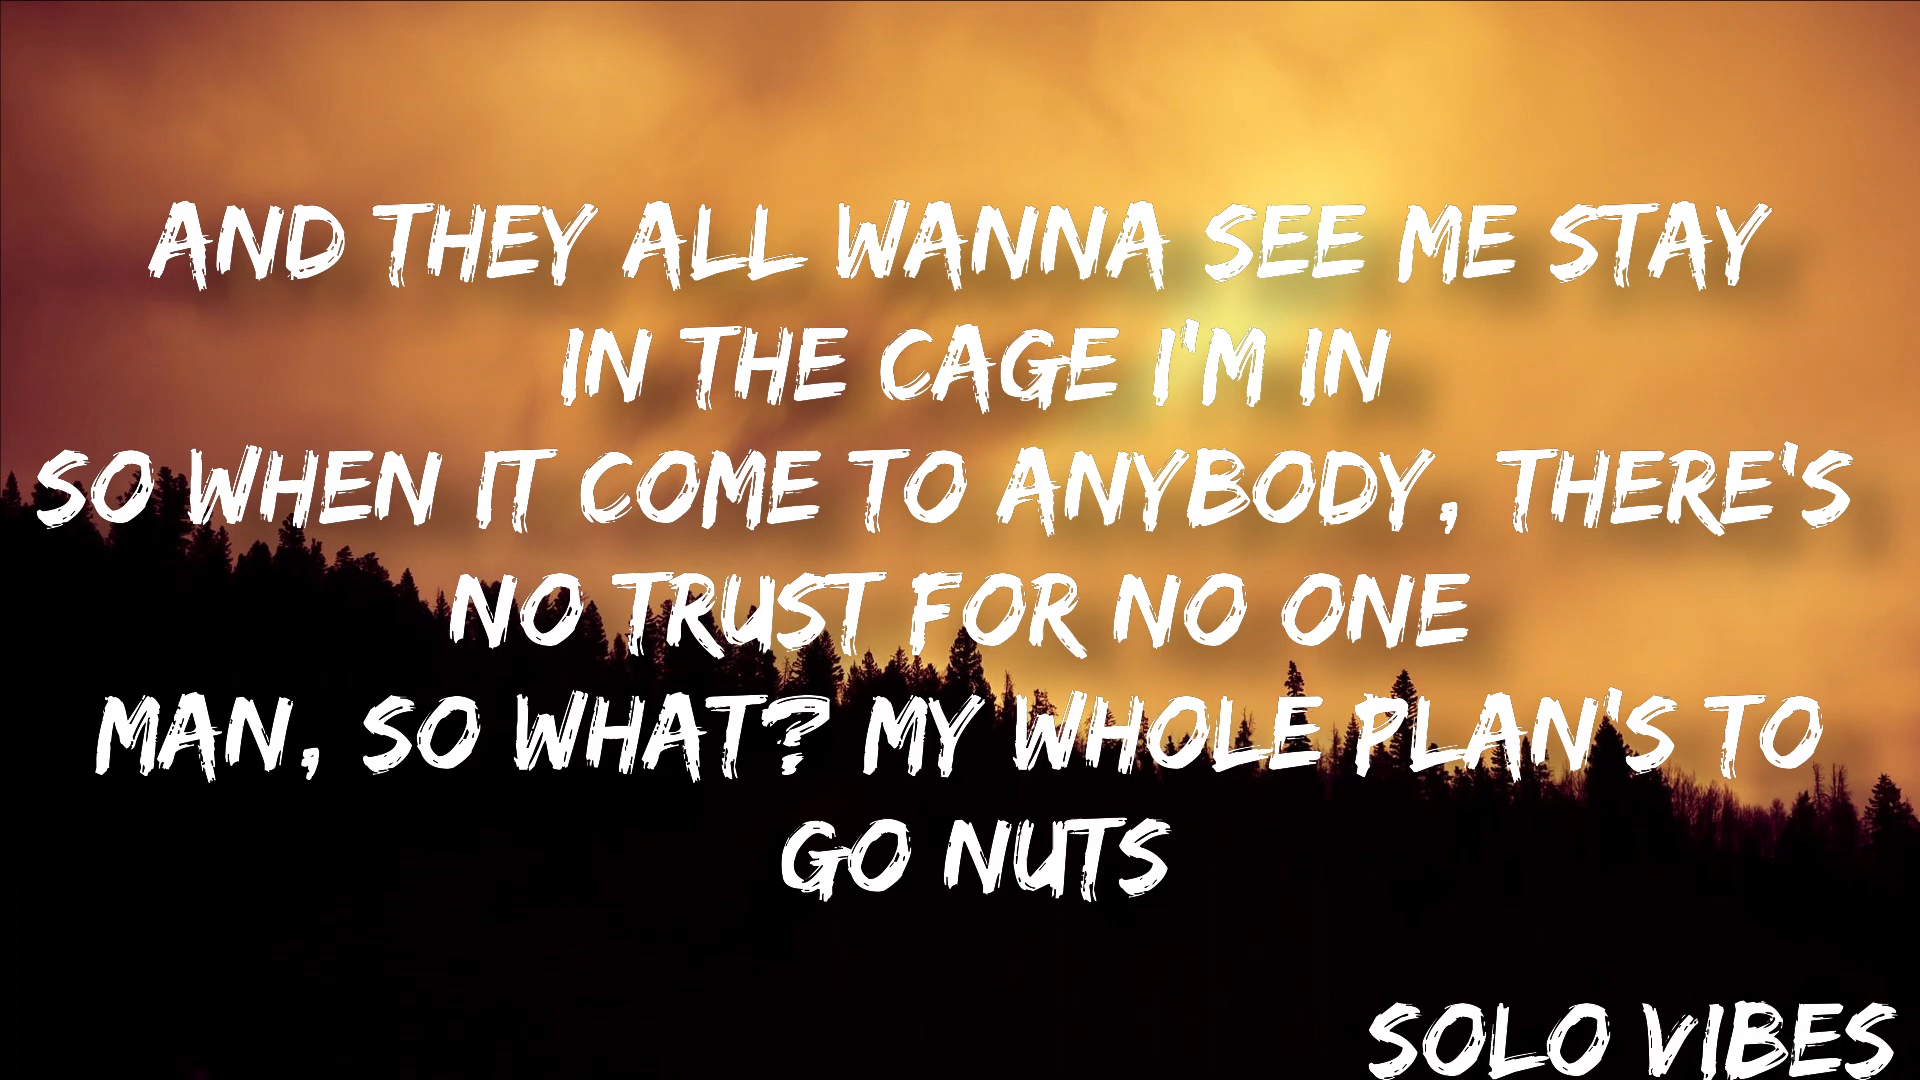 AND THEY ALL WANNA SEE ME STAY
IN THE CAGE I'M IN
SO WHEN IT COME TO ANYBODY, THERE'S
NO TRUST FOR NO ONE
MAN, SO WHAT? MY WHOLE PLAN'S TO
GO NUTS
SOLO VIBES